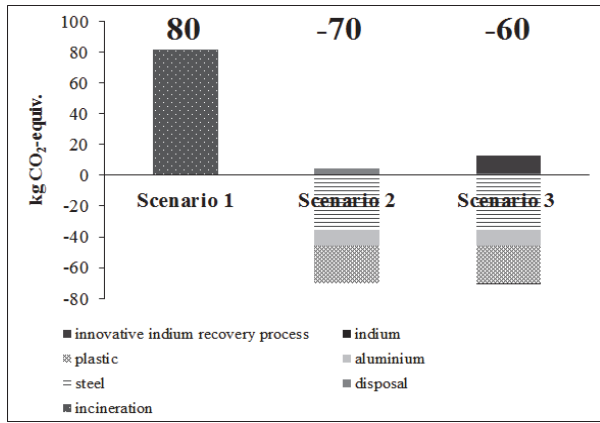 80 -70 -60
100
80
60
40
20
0
-20
-40
-60
-80
kg CO₂-equiv.
Scenario 1 Scenario 2 Scenario 3
innovative indium recovery process indium
plastic aluminium
steel disposal
incineration